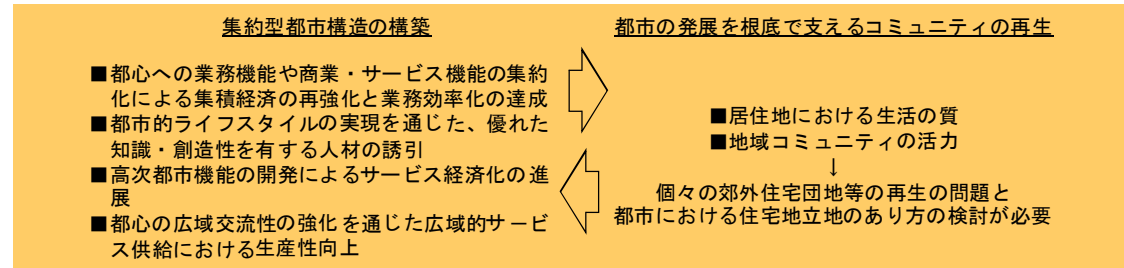 集約型都市構造の構築
■都心への業務機能や商業・サービス機能の集約
化による集積経済の再強化と業務効率化の達成
■都市的ライフスタイルの実現を通じた、優れた
知識・創造性を有する人材の誘引
■高次都市機能の開発によるサービス経済化の進
展
■都心の広域交流性の強化を通じた広域的サービ
ス供給における生産性向上
都市の発展を根底で支えるコミュニティの再生
■居住地における生活の質
■地域コミュニティの活力
↓
個々の郊外住宅団地等の再生の問題と
都市における住宅地立地のあり方の検討が必要